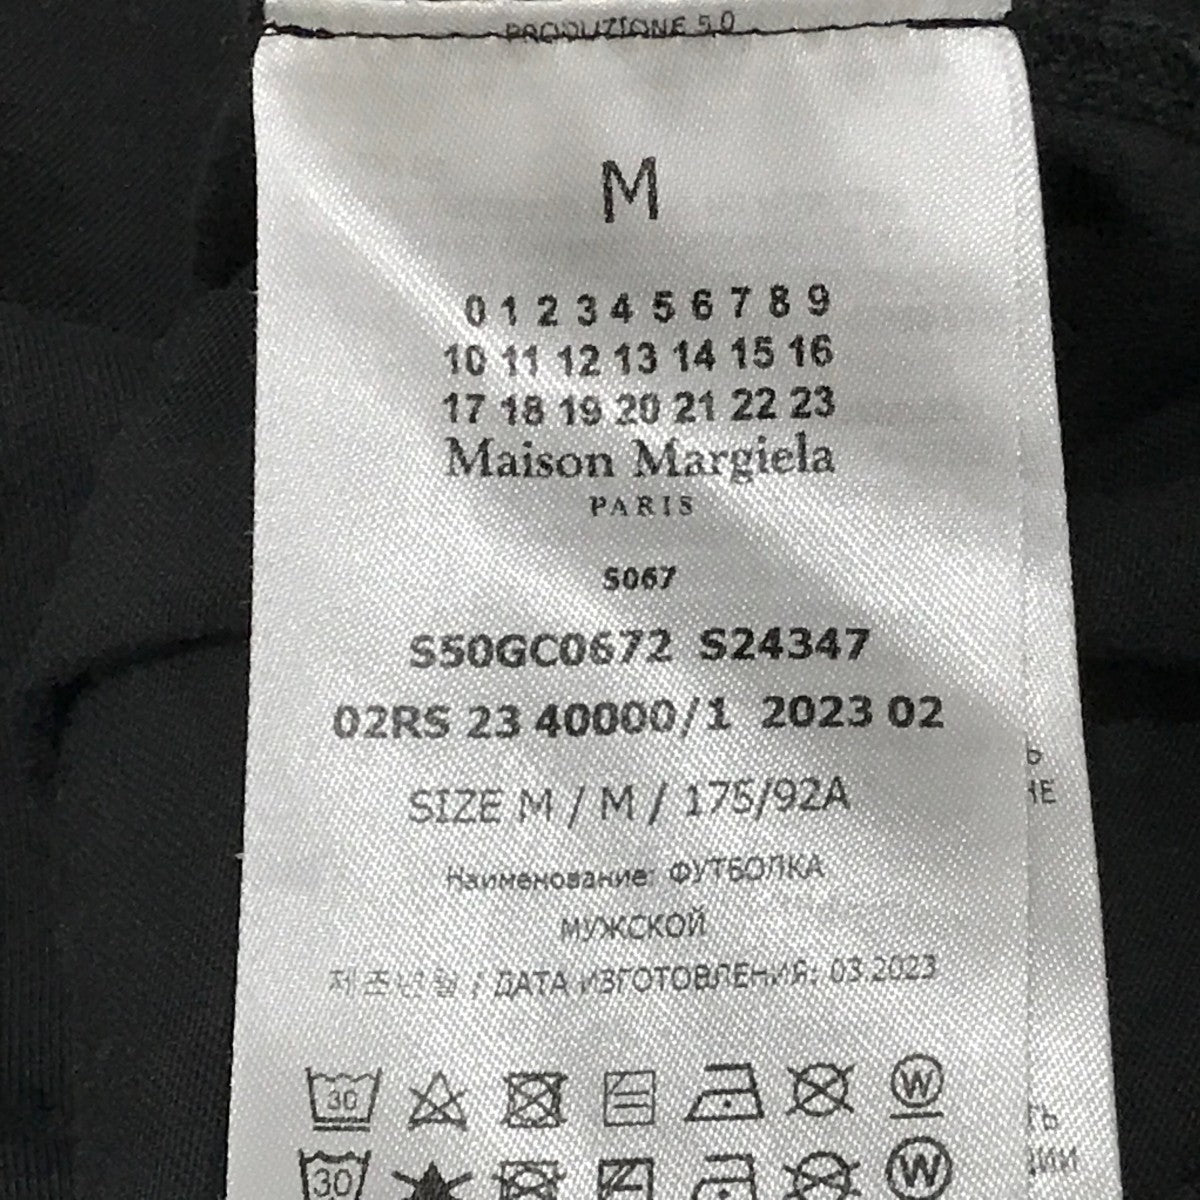 PRODUZIONE 5.0
M
0 1 2 3 4 5 6 7 8 9
10 11 12 13 14 15 16
17 18 19 20 21 22 23
Maison Margiela
PARIS
S067
S50GC0672 S24347
02RS 23 40000/1 2023 02
SIZE M / M / 175/92A
Наименование: ФУТБОЛКА
МУЖСКОЙ
제조년월 / ДАТА ИЗГОТОВЛЕНИЯ: 03.2023
30 W
30 W